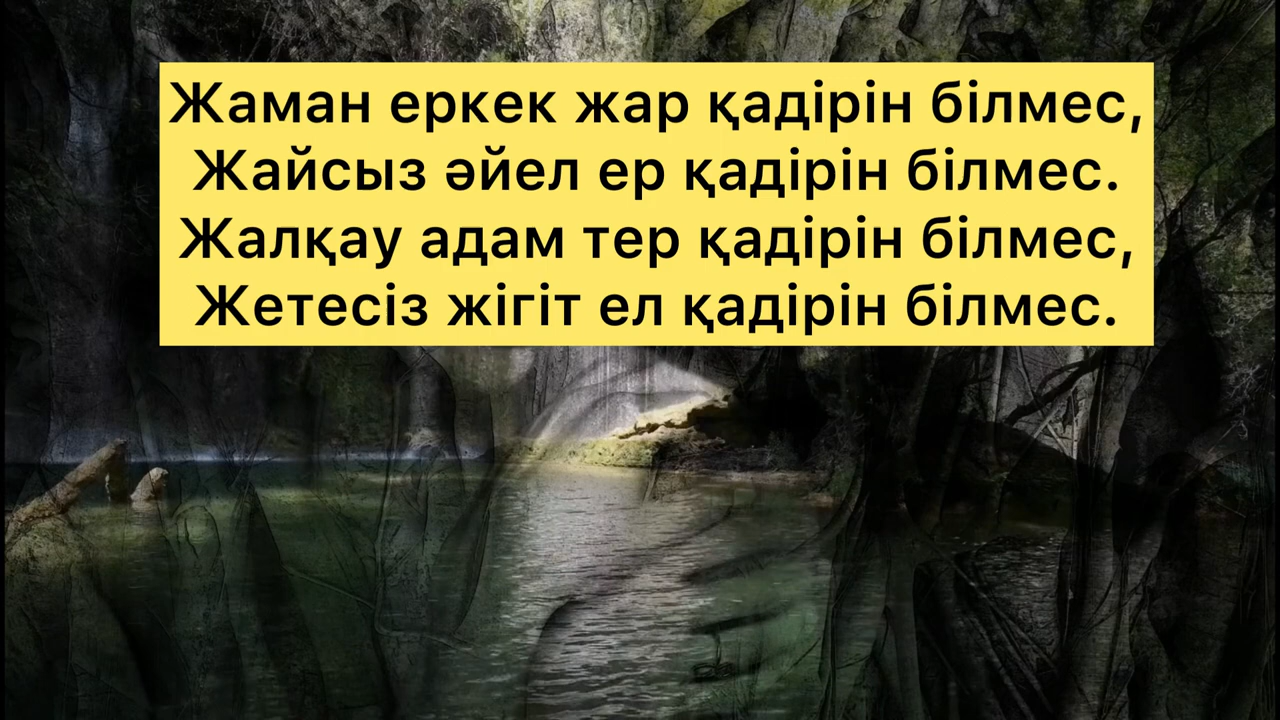 Жаман еркек жар қадірін білмес,
Жайсыз әйел ер қадірін білмес.
Жалқау адам тер қадірін білмес,
Жетесіз жігіт ел қадірін білмес.